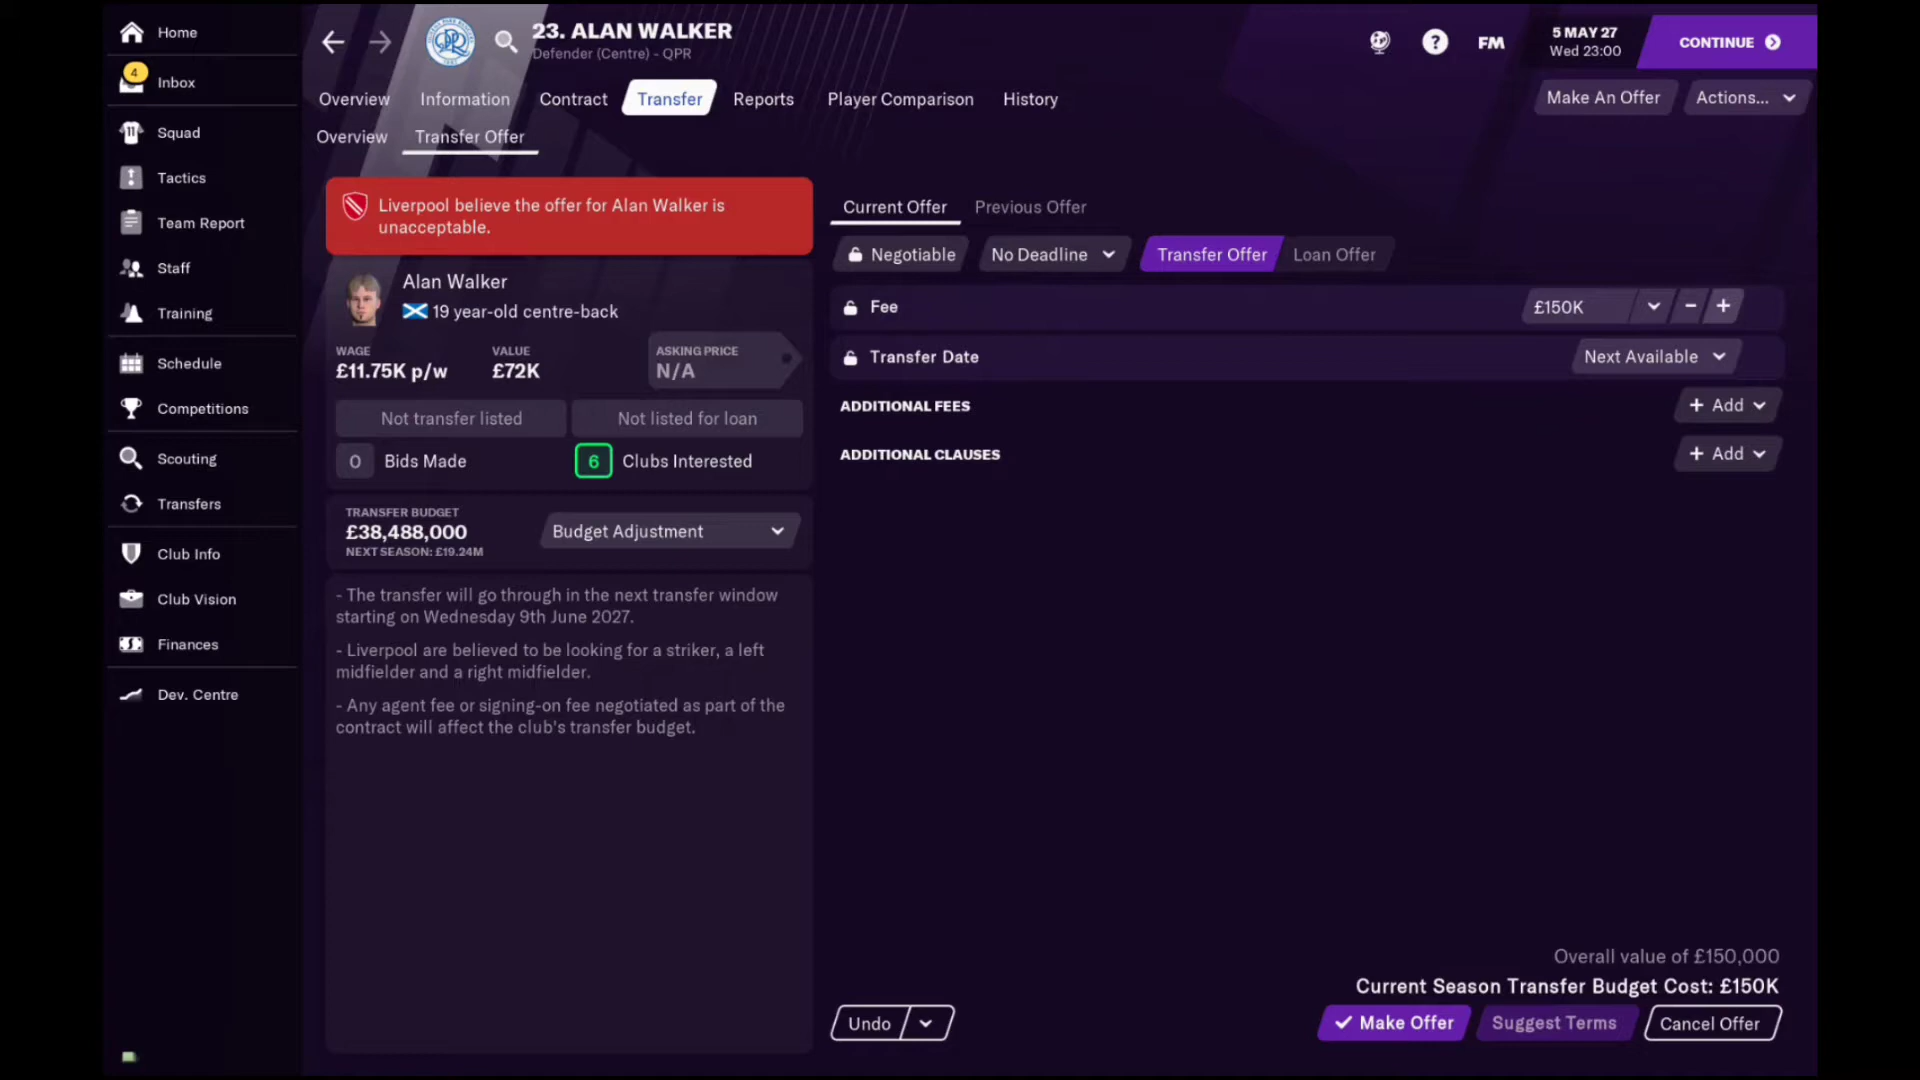 Home
4
Inbox
Squad
Tactics
Team Report
Staff
Training
Schedule
Competitions
Scouting
Transfers
Club Info
Club Vision
Finances
Dev. Centre
23. ALAN WALKER
Defender (Centre) - QPR
FM
5 MAY 27
Wed 23:00
CONTINUE
Overview
Information
Contract
Transfer
Reports
Player Comparison
History
Make An Offer
Actions...
Overview
Transfer Offer
Liverpool believe the offer for Alan Walker is
unacceptable.
Alan Walker
19 year-old centre-back
WAGE
£11.75K p/w
VALUE
£72K
ASKING PRICE
N/A
Not transfer listed
Not listed for loan
0 Bids Made
6 Clubs Interested
TRANSFER BUDGET
£38,488,000
NEXT SEASON: £19.24M
Budget Adjustment
- The transfer will go through in the next transfer window
starting on Wednesday 9th June 2027.
- Liverpool are believed to be looking for a striker, a left
midfielder and a right midfielder.
- Any agent fee or signing-on fee negotiated as part of the
contract will affect the club's transfer budget.
Current Offer
Previous Offer
Negotiable
No Deadline
Transfer Offer
Loan Offer
Fee
£150K
Transfer Date
Next Available
ADDITIONAL FEES
+ Add
ADDITIONAL CLAUSES
+ Add
Overall value of £150,000
Current Season Transfer Budget Cost: £150K
Undo
Make Offer
Suggest Terms
Cancel Offer